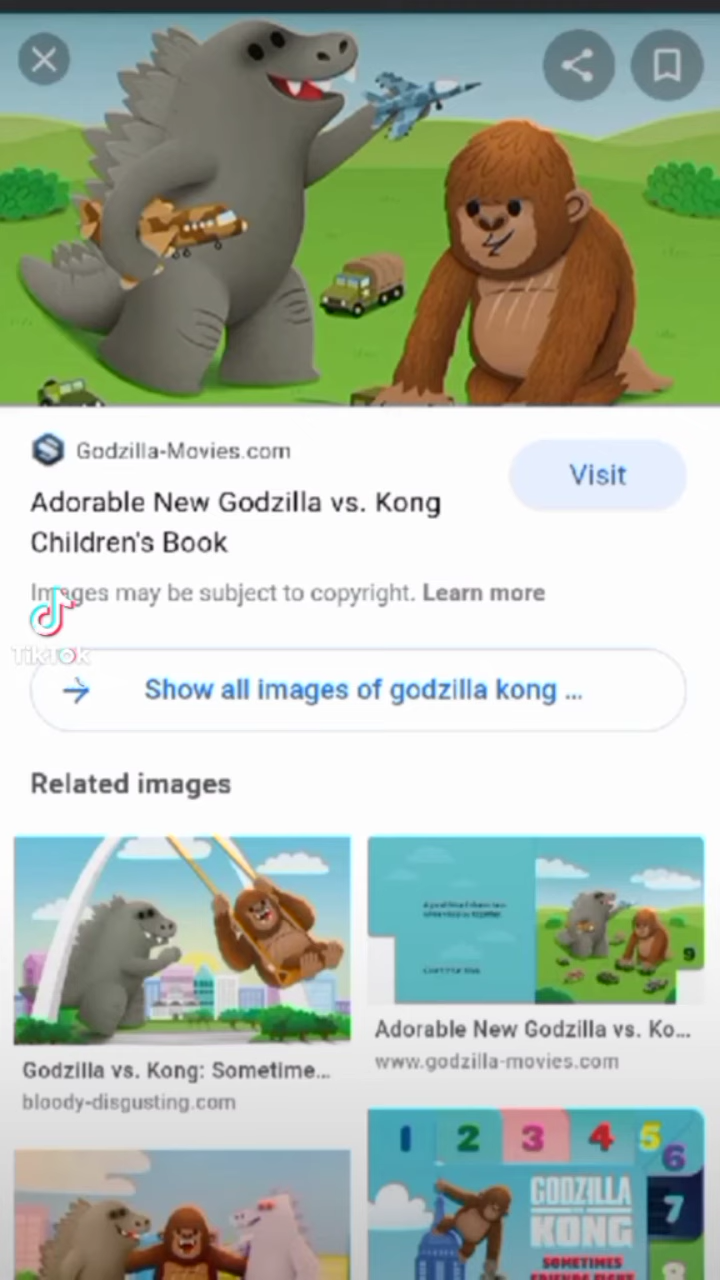 Godzilla-Movies.com
Visit
Adorable New Godzilla vs. Kong
Children's Book
Images may be subject to copyright. Learn more
TikTok
Show all images of godzilla kong ...
Related images
9
Godzilla vs. Kong: Sometime...
bloody-disgusting.com
Adorable New Godzilla vs. Ko...
www.godzilla-movies.com
1 2 3 4 5 6
7
8
GODZILLA
KONG
SOMETIMES
FRIENDS FIGHT